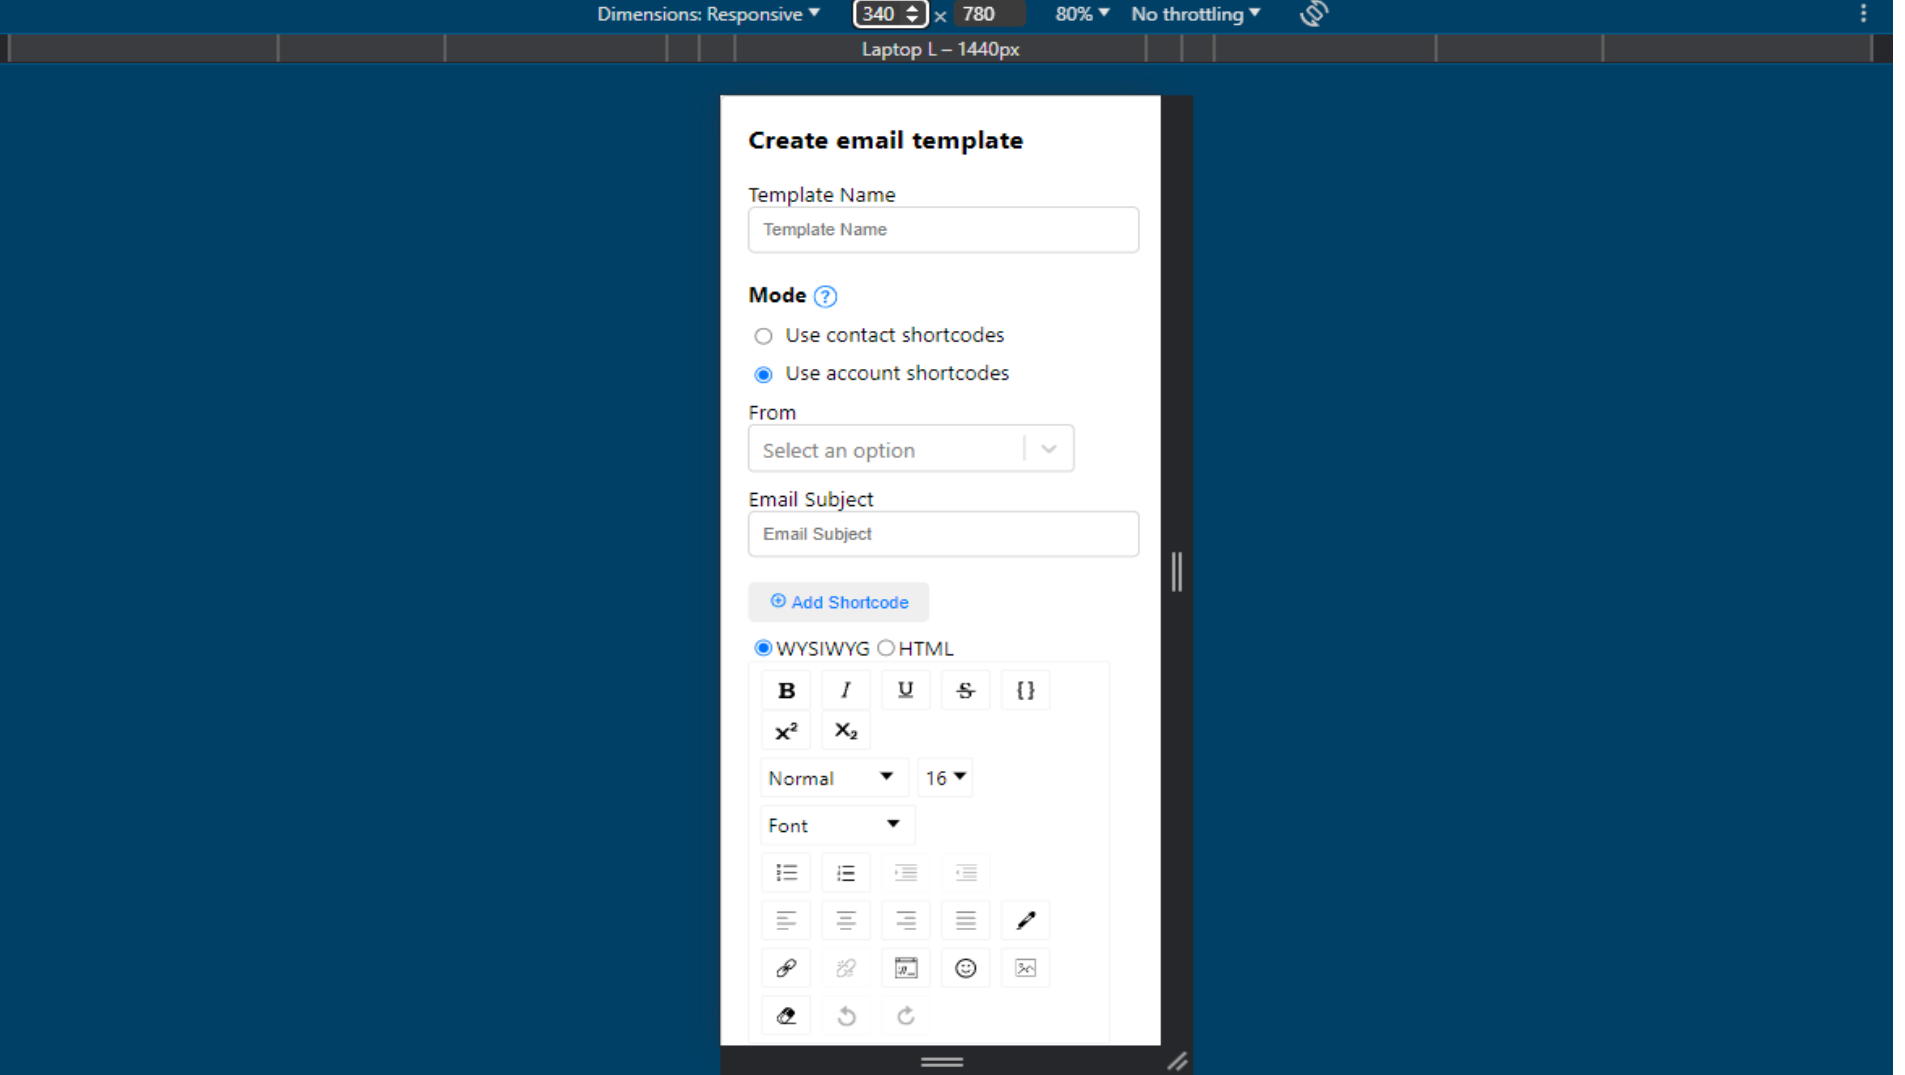 Dimensions: Responsive 340 × 780 80% No throttling
Laptop L – 1440px
Create email template
Template Name
Template Name
Mode ?
Use contact shortcodes
Use account shortcodes
From
Select an option
Email Subject
Email Subject
Add Shortcode
WYSIWYG HTML
B I U S {}
x² X₂
Normal 16
Font